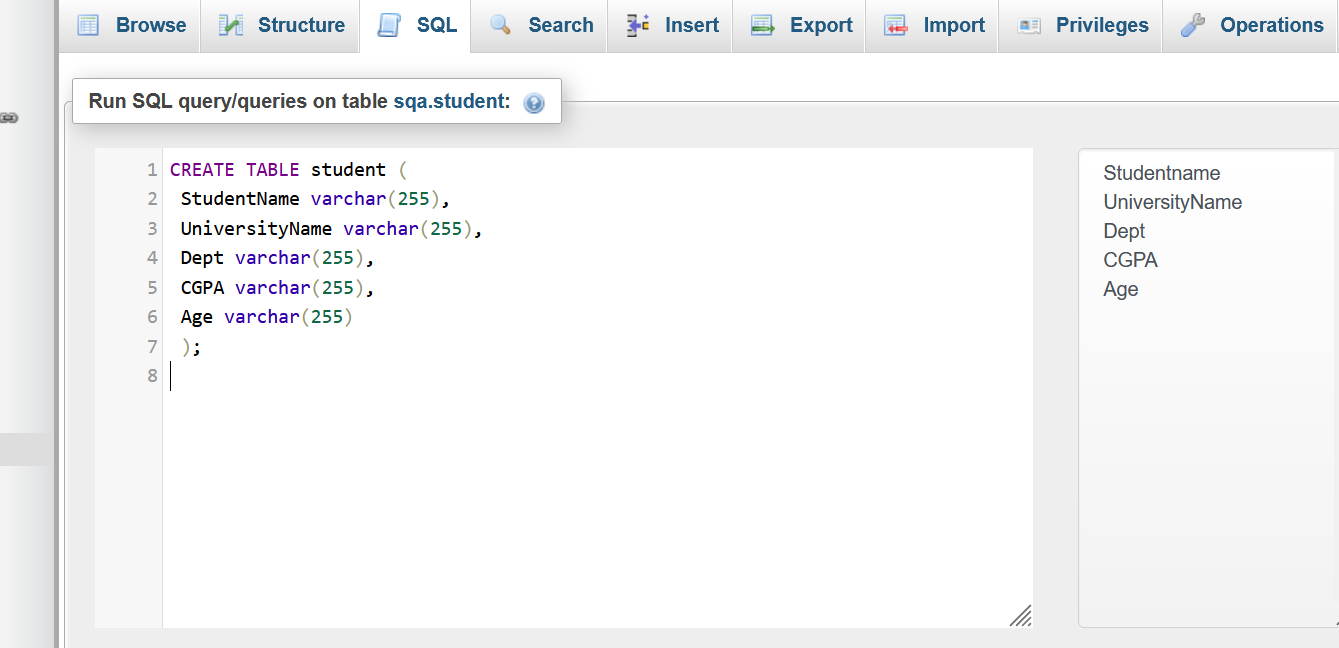 Browse Structure SQL Search Insert Export Import Privileges Operations
Run SQL query/queries on table sqa.student:
1 CREATE TABLE student (
2 StudentName varchar(255),
3 UniversityName varchar(255),
4 Dept varchar(255),
5 CGPA varchar(255),
6 Age varchar(255)
7 );
8
Studentname
UniversityName
Dept
CGPA
Age